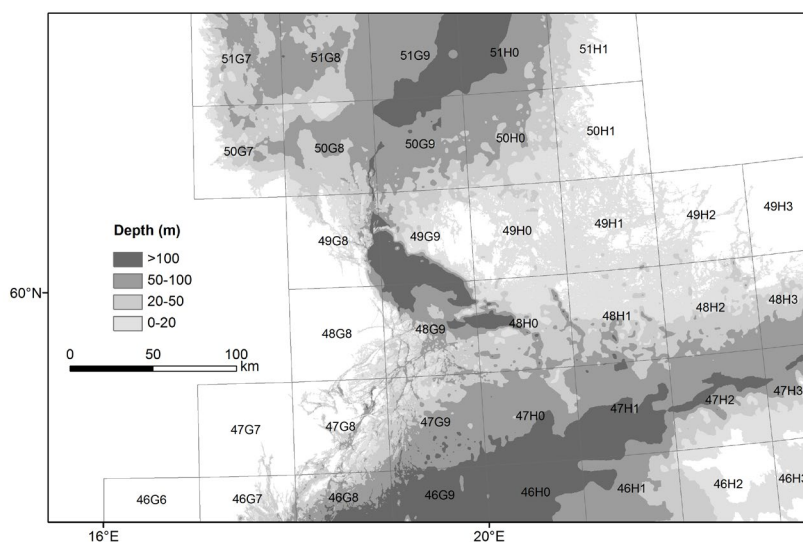 51G7 51G8 51G9 51H0 51H1
50G7 50G8 50G9 50H0 50H1
49G8 49G9 49H0 49H1 49H2 49H3
Depth (m)
>100
50-100
20-50
0-20
60°N
48G8 48G9 48H0 48H1 48H2 48H3
0 50 100
km
47G7 47G8 47G9 47H0 47H1 47H2 47H3
46G6 46G7 46G8 46G9 46H0 46H1 46H2 46H3
16°E 20°E